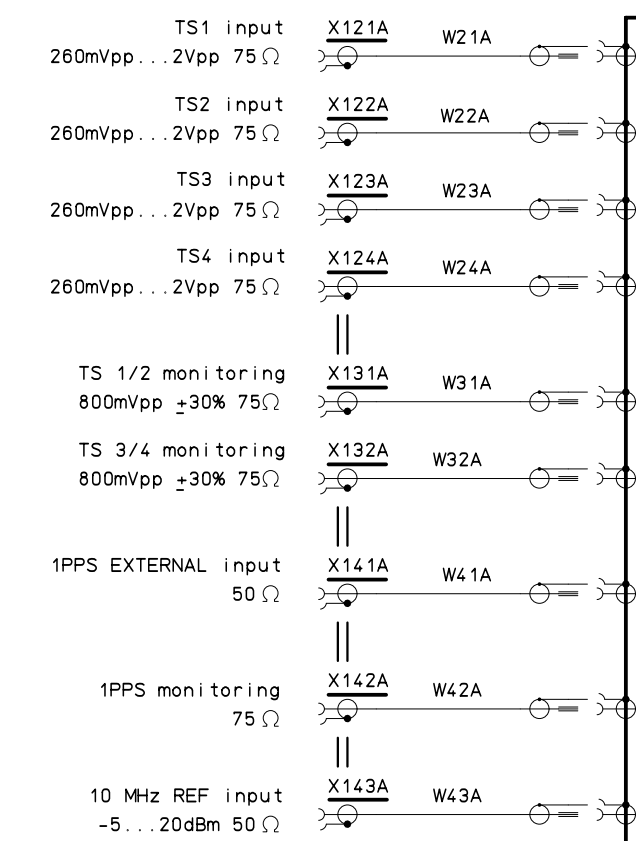 TS1 input X121A W21A
260mVpp...2Vpp 75Ω
TS2 input X122A W22A
260mVpp...2Vpp 75Ω
TS3 input X123A W23A
260mVpp...2Vpp 75Ω
TS4 input X124A W24A
260mVpp...2Vpp 75Ω
TS 1/2 monitoring X131A W31A
800mVpp ±30% 75Ω
TS 3/4 monitoring X132A W32A
800mVpp ±30% 75Ω
1PPS EXTERNAL input X141A W41A
50Ω
1PPS monitoring X142A W42A
75Ω
10 MHz REF input X143A W43A
-5...20dBm 50Ω